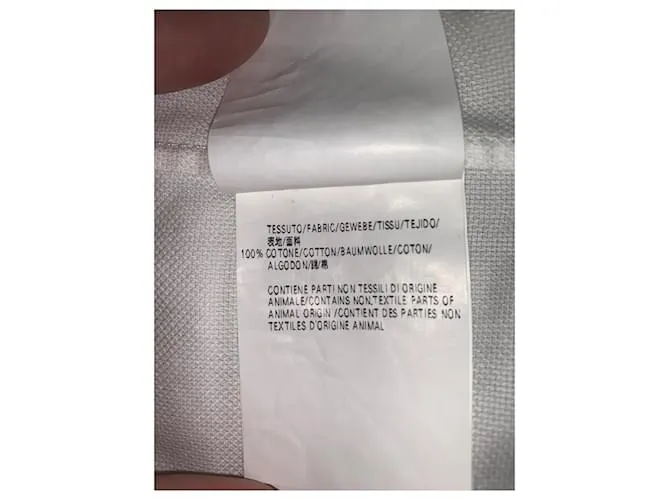 TESSUTO/FABRIC/GEWEBE/TISSU/TEJIDO/
表地/面料
100% COTONE/COTTON/BAUMWOLLE/COTON/
ALGODON/綿/棉
CONTIENE PARTI NON TESSILI DI ORIGINE
ANIMALE/CONTAINS NON,TEXTILE PARTS OF
ANIMAL ORIGIN /CONTIENT DES PARTIES NON
TEXTILES D'ORIGINE ANIMAL